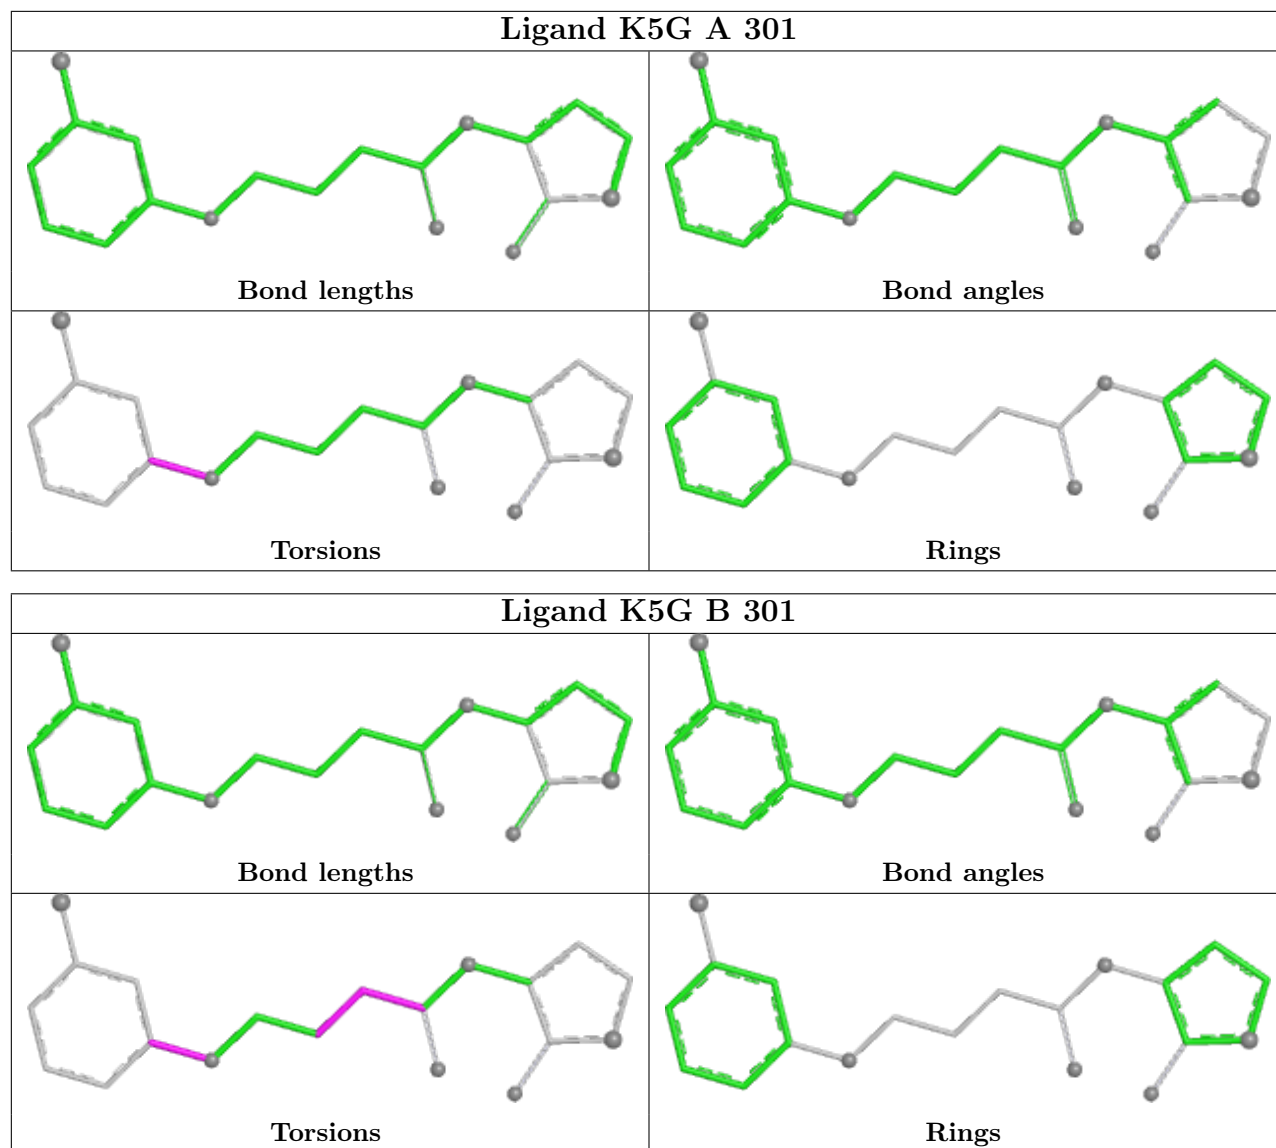 Ligand K5G A 301
Bond lengths
Bond angles
Torsions
Rings
Ligand K5G B 301
Bond lengths
Bond angles
Torsions
Rings